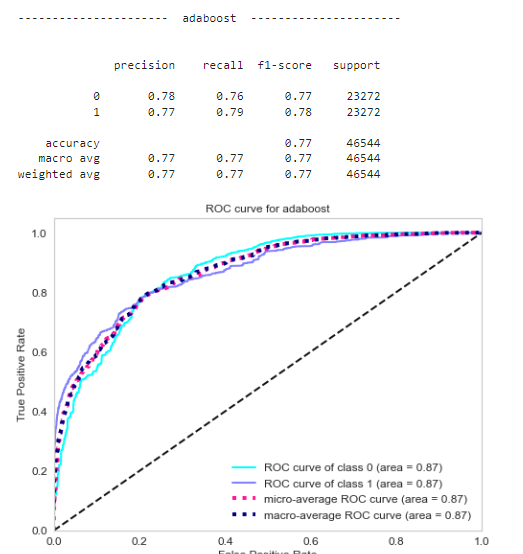 ---------------------- adaboost ----------------------
precision recall f1-score support
0 0.78 0.76 0.77 23272
1 0.77 0.79 0.78 23272
accuracy 0.77 46544
macro avg 0.77 0.77 0.77 46544
weighted avg 0.77 0.77 0.77 46544
ROC curve for adaboost
1.0
0.8
0.6
0.4
0.2
0.0
True Positive Rate
ROC curve of class 0 (area = 0.87)
ROC curve of class 1 (area = 0.87)
micro-average ROC curve (area = 0.87)
macro-average ROC curve (area = 0.87)
0.0 0.2 0.4 0.6 0.8 1.0
False Positive Rate